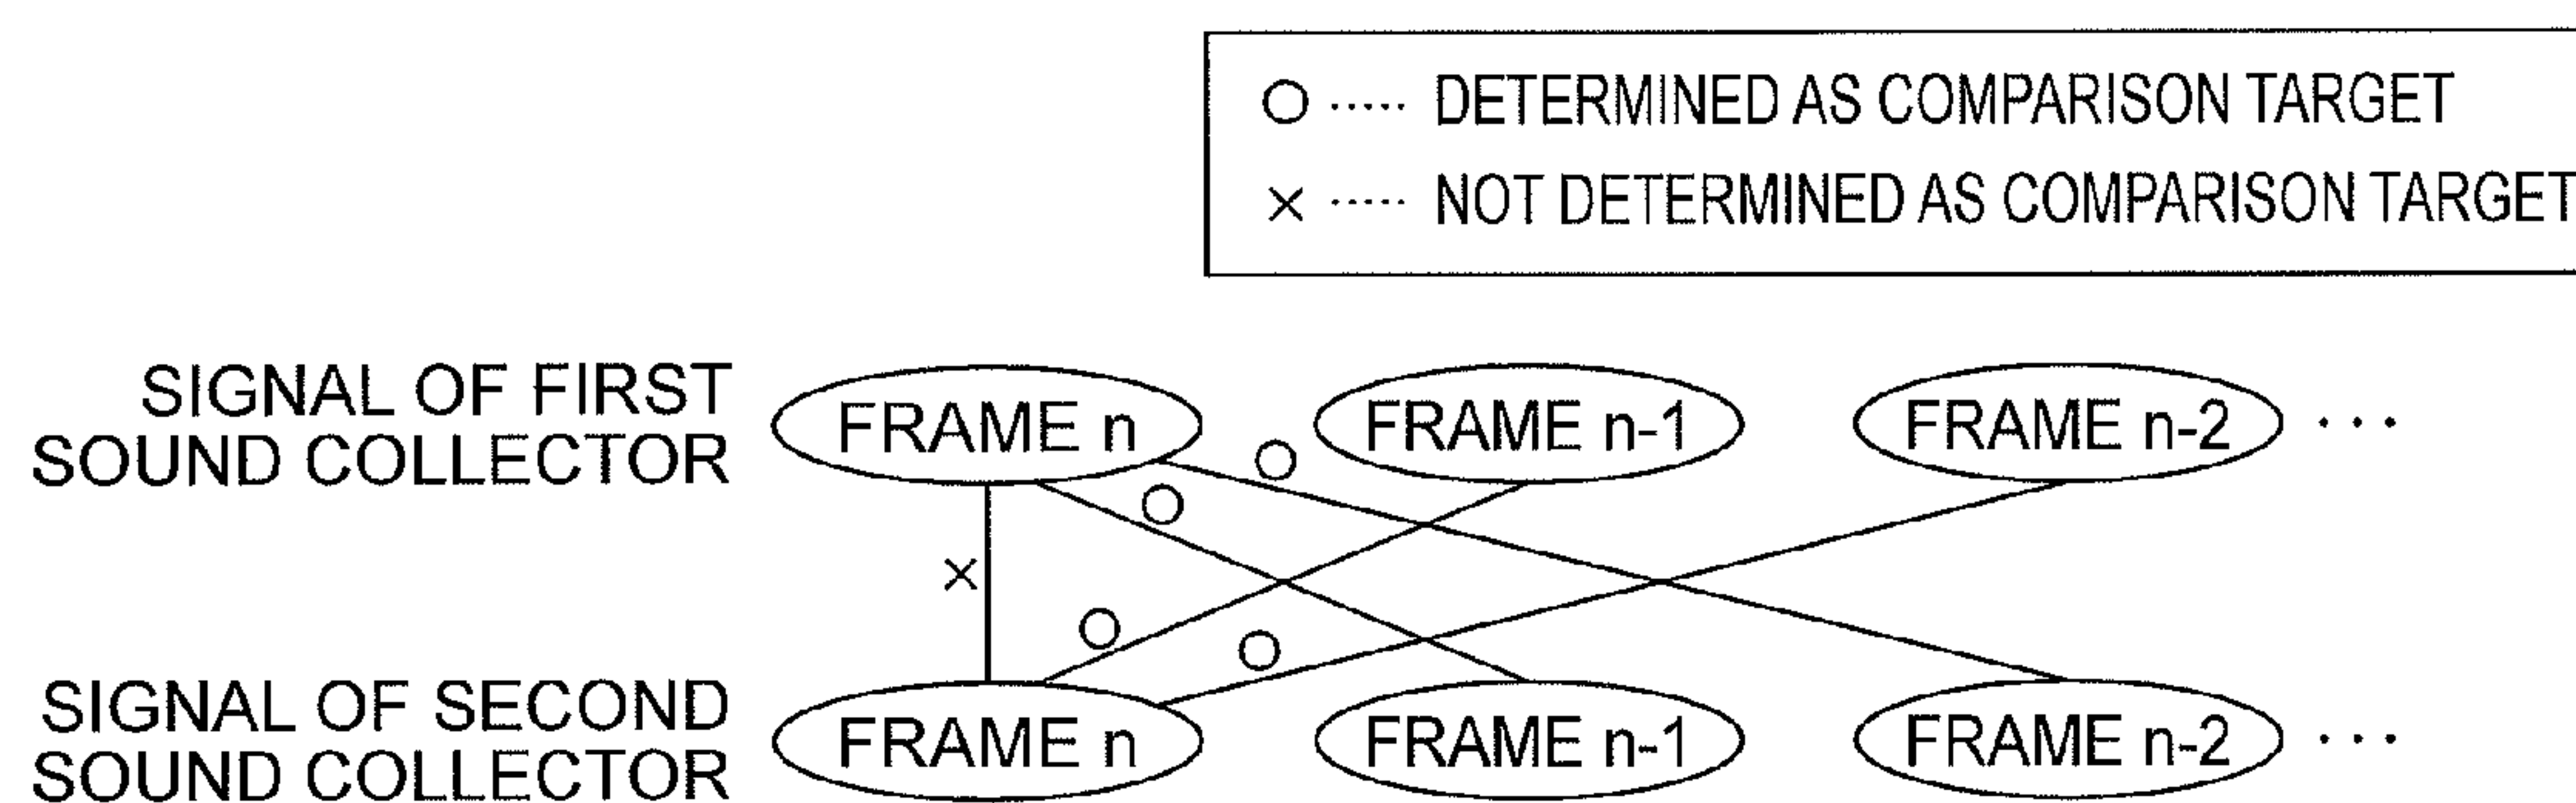 ○ ····· DETERMINED AS COMPARISON TARGET
× ····· NOT DETERMINED AS COMPARISON TARGET
SIGNAL OF FIRST
SOUND COLLECTOR
FRAME n
FRAME n-1
FRAME n-2
···
○
○
×
○
○
SIGNAL OF SECOND
SOUND COLLECTOR
FRAME n
FRAME n-1
FRAME n-2
···